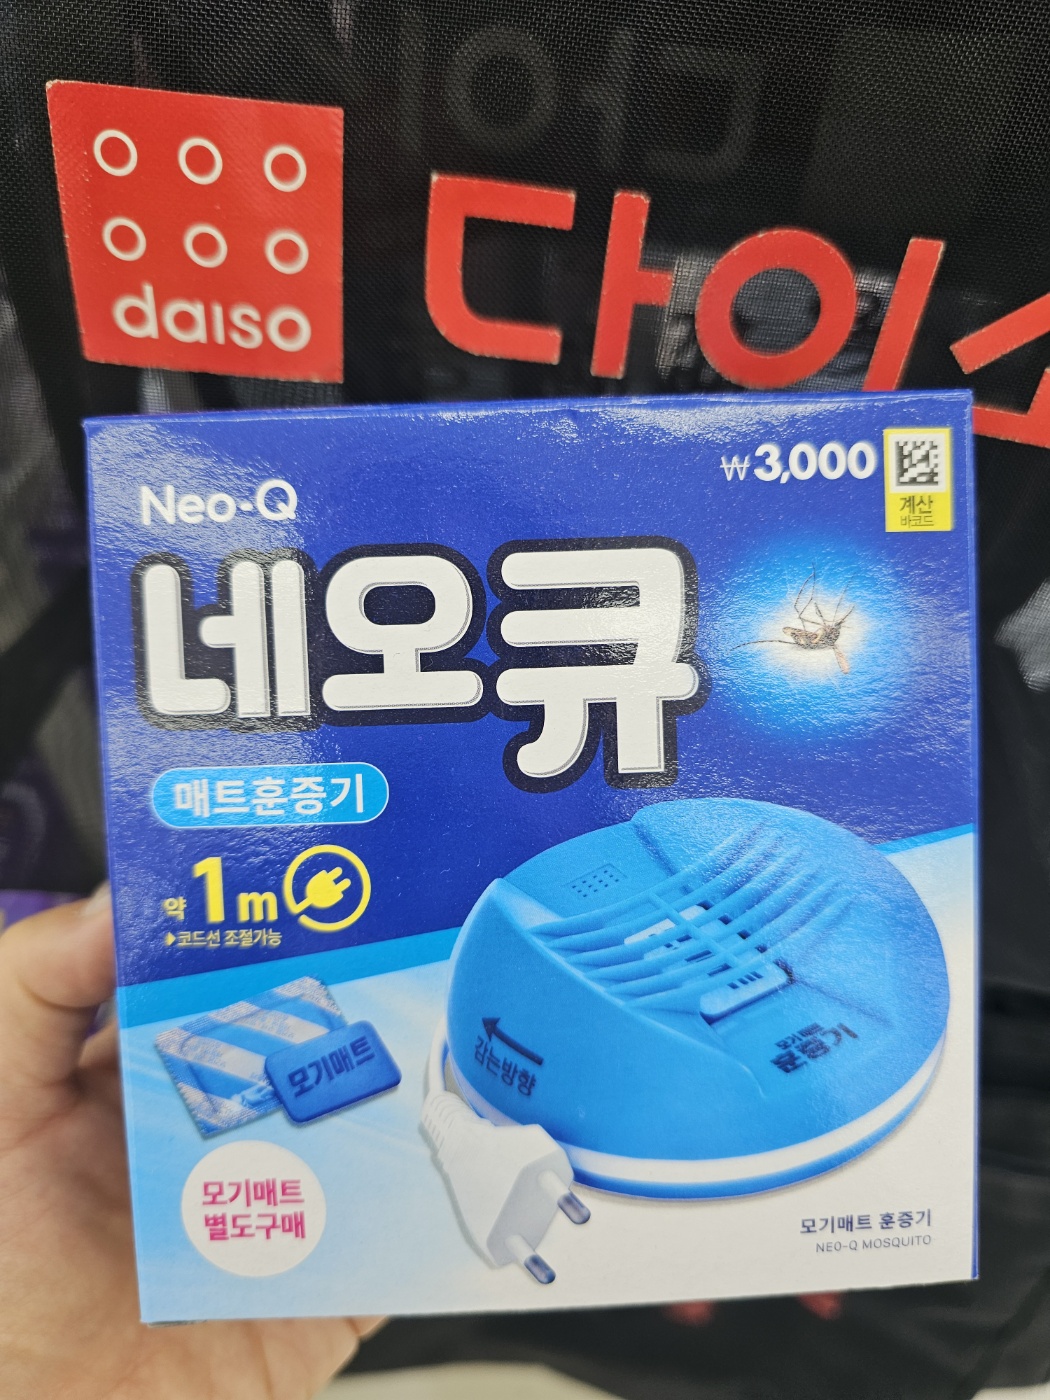 daiso
다이소
Neo-Q
₩3,000
계산
바코드
네오큐
매트훈증기
약 1m
▶코드선 조절가능
모기매트
감는방향
모기매트
훈증기
모기매트
별도구매
모기매트 훈증기
NEO-Q MOSQUITO